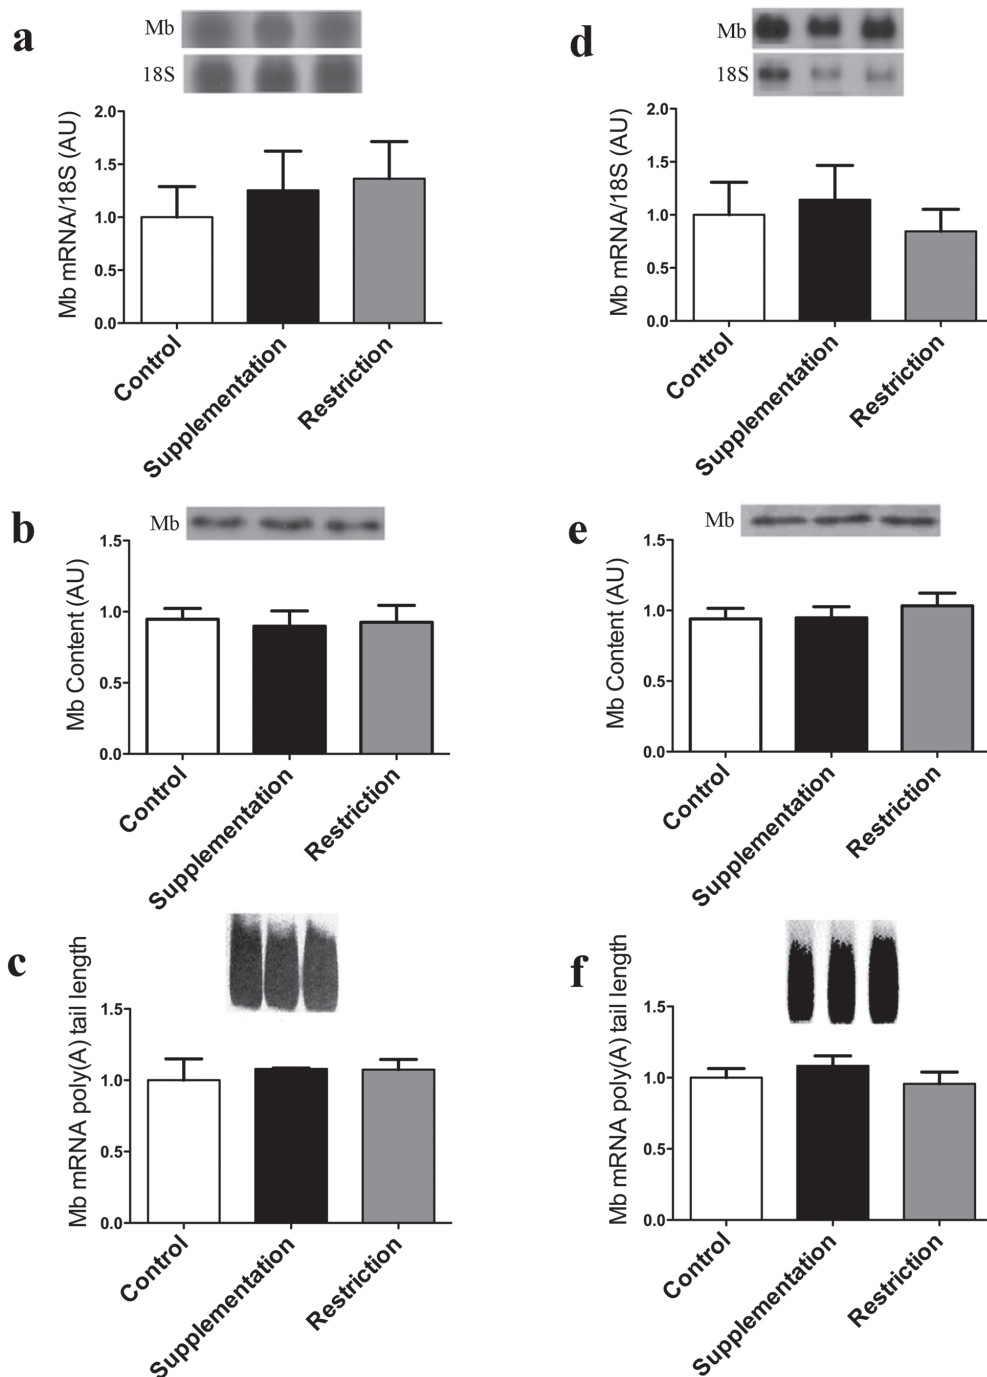 a
Mb
18S
Mb mRNA/18S (AU)
2.0
1.5
1.0
0.5
0.0
Control
Supplementation
Restriction
d
Mb
18S
Mb mRNA/18S (AU)
2.0
1.5
1.0
0.5
0.0
Control
Supplementation
Restriction
b
Mb
Mb Content (AU)
1.5
1.0
0.5
0.0
Control
Supplementation
Restriction
e
Mb
Mb Content (AU)
1.5
1.0
0.5
0.0
Control
Supplementation
Restriction
c
Mb mRNA poly(A) tail length
1.5
1.0
0.5
0.0
Control
Supplementation
Restriction
f
Mb mRNA poly(A) tail length
1.5
1.0
0.5
0.0
Control
Supplementation
Restriction